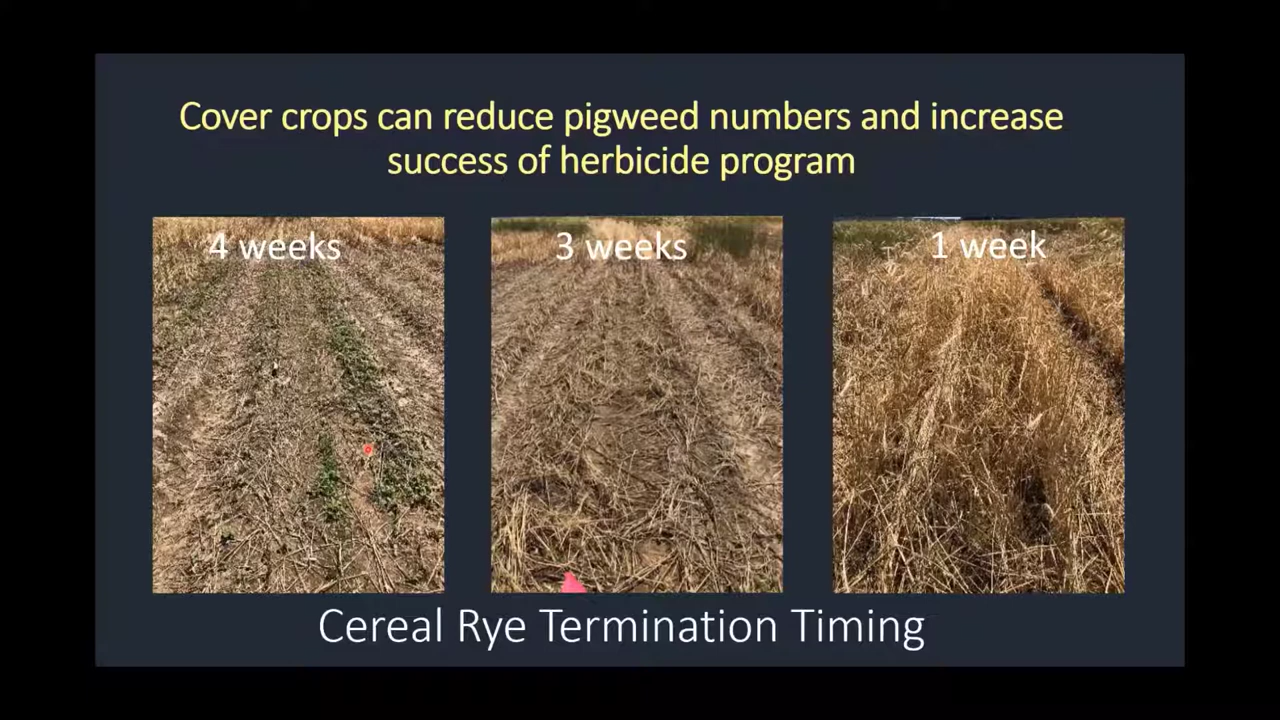 Cover crops can reduce pigweed numbers and increase
success of herbicide program
4 weeks
3 weeks
1 week
Cereal Rye Termination Timing